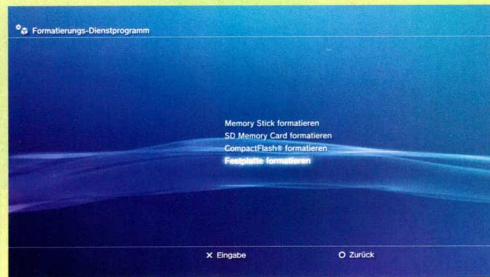 Formatierungs-Dienstprogramm
Memory Stick formatieren
SD Memory Card formatieren
CompactFlash® formatieren
Festplatte formatieren
X Eingabe
O Zurück